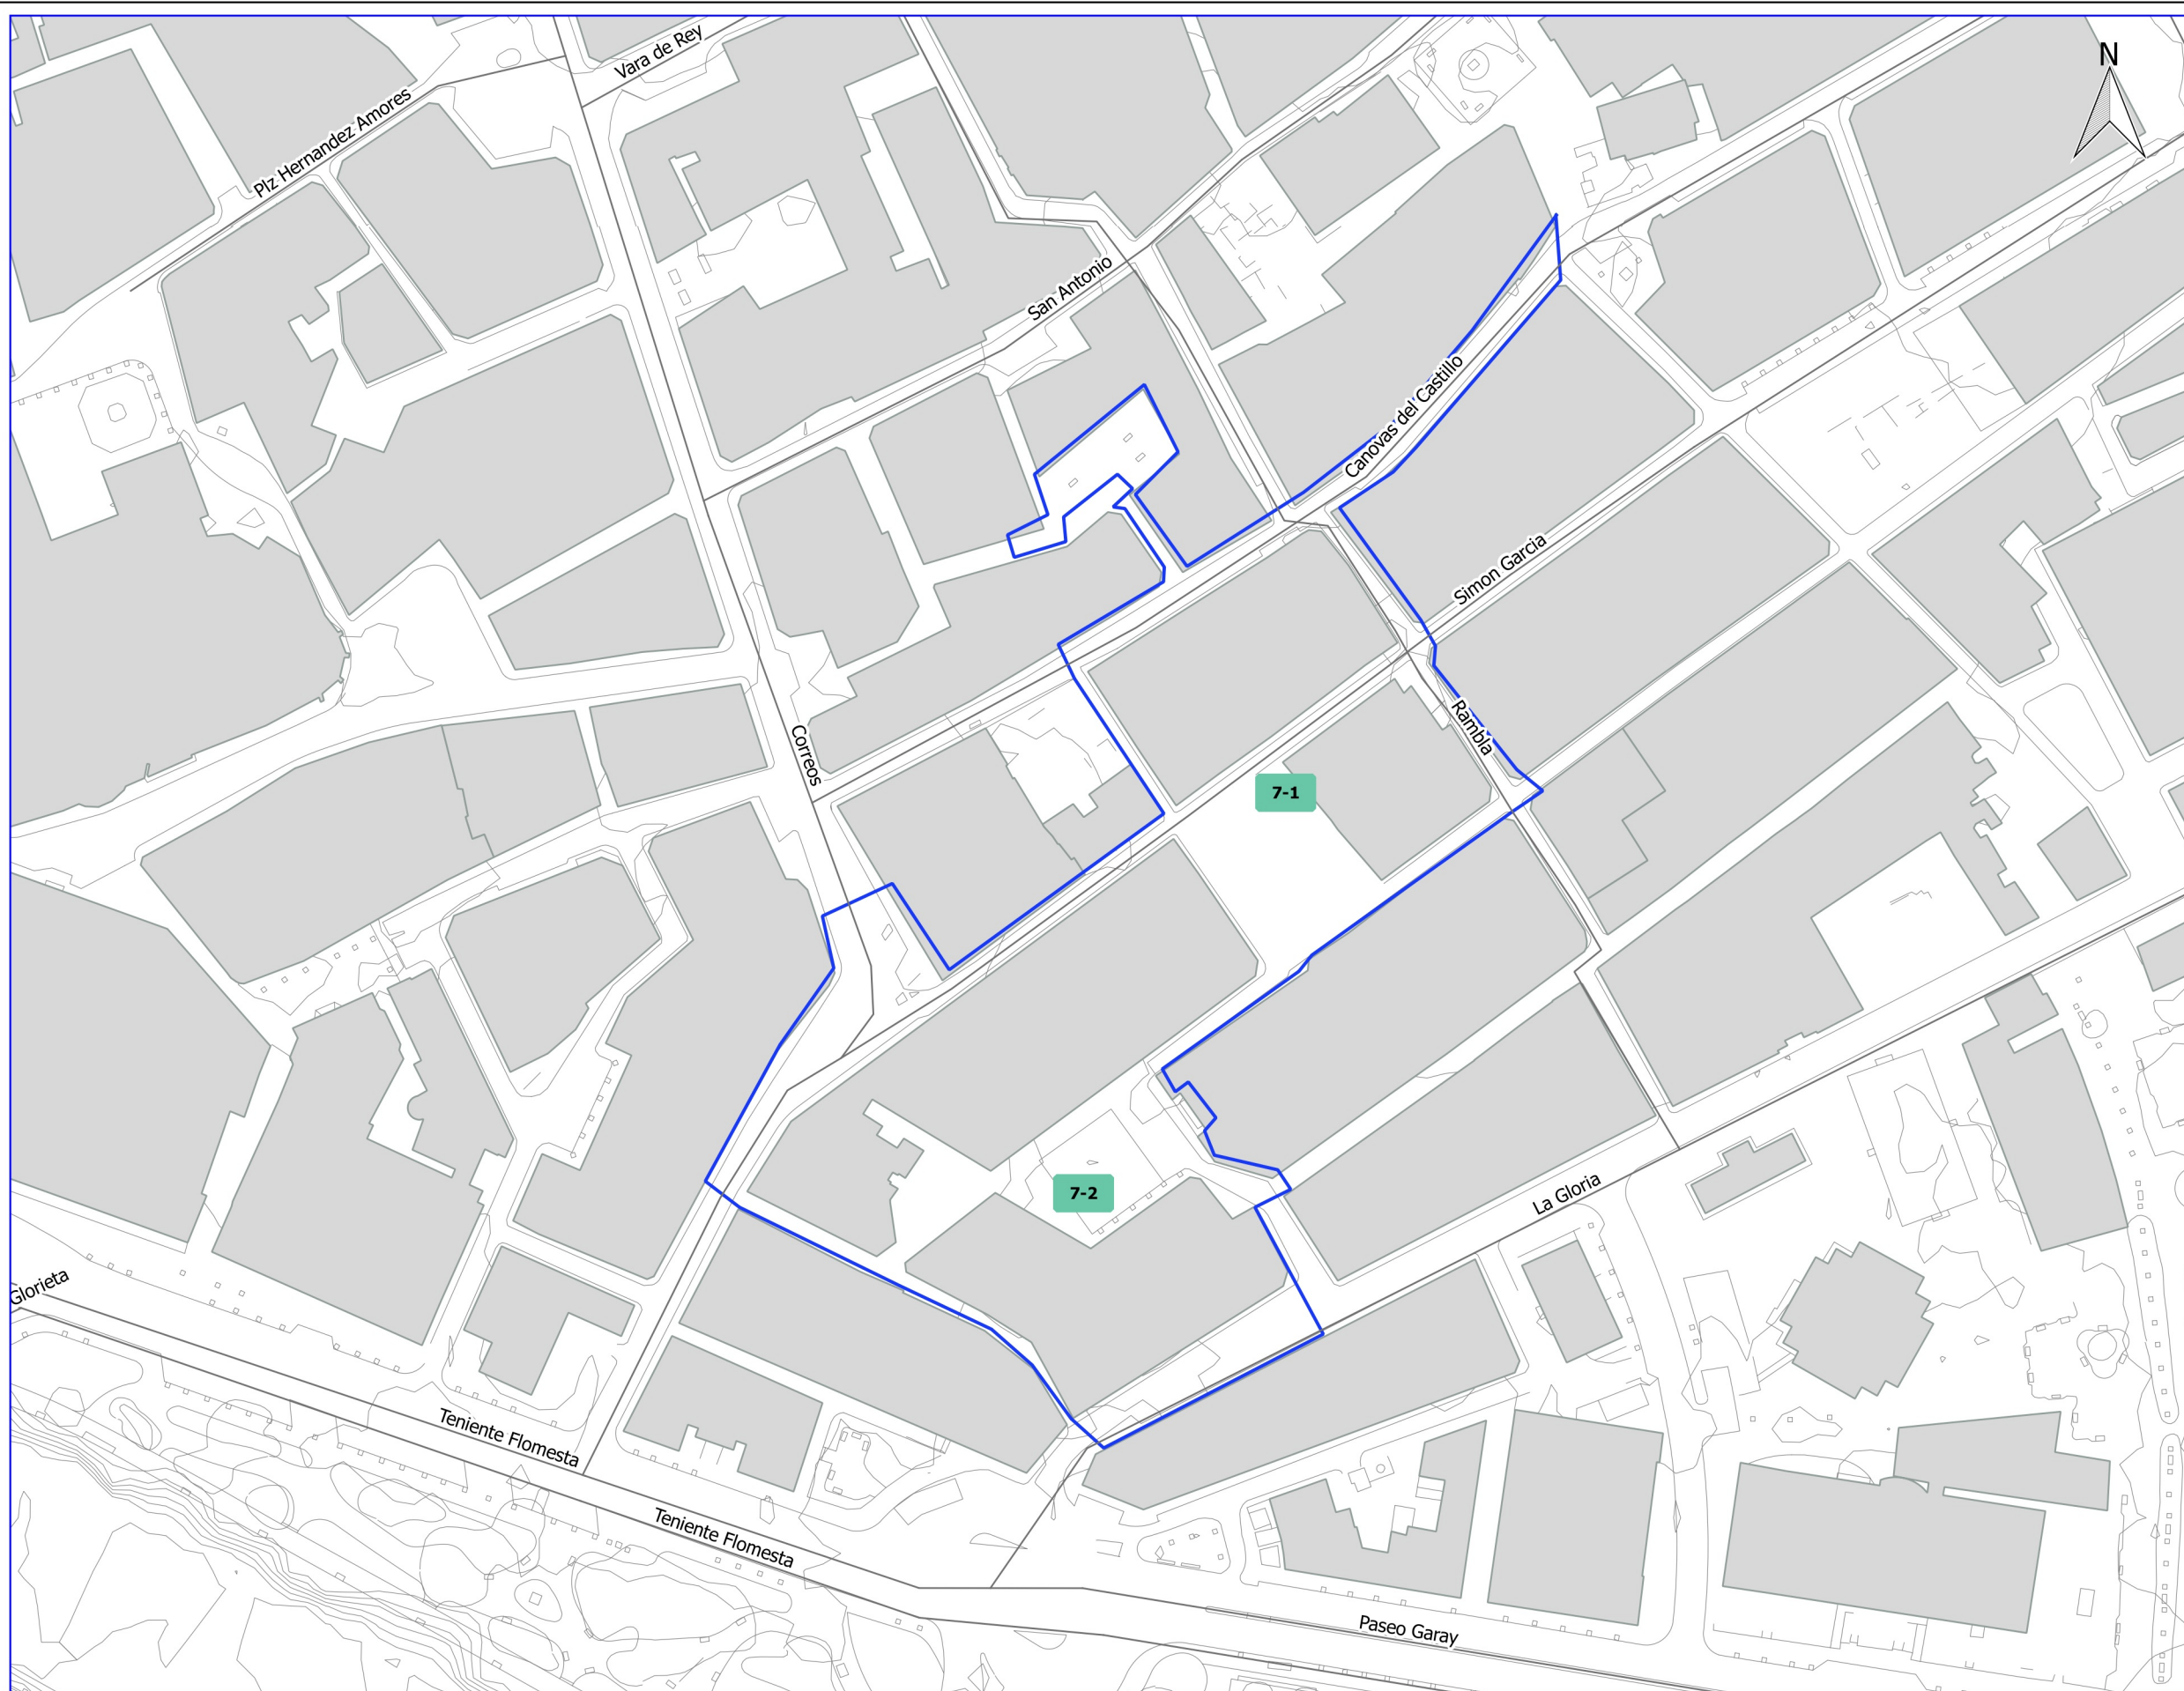 Vara de Rey
N
Plz Hernandez Amores
San Antonio
Canovas del Castillo
Simon Garcia
Rambla
Correos
7-1
7-2
La Gloria
Glorieta
Teniente Flomesta
Teniente Flomesta
Paseo Garay